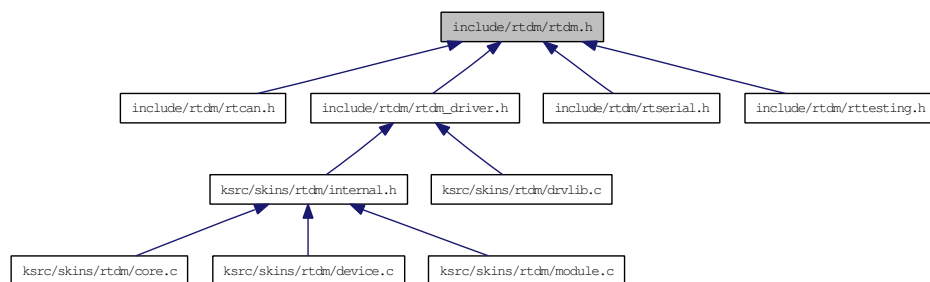 include/rtdm/rtdm.h
include/rtdm/rtcan.h
include/rtdm/rtdm_driver.h
include/rtdm/rtserial.h
include/rtdm/rttesting.h
ksrc/skins/rtdm/internal.h
ksrc/skins/rtdm/drvlib.c
ksrc/skins/rtdm/core.c
ksrc/skins/rtdm/device.c
ksrc/skins/rtdm/module.c